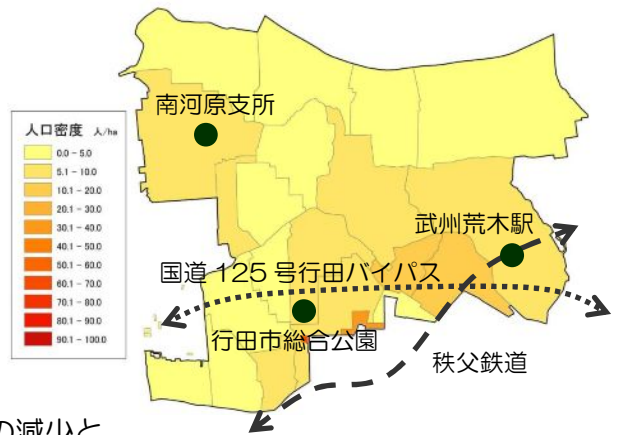 南河原支所
人口密度 人/ha
0.0 - 5.0
5.1 - 10.0
10.1 - 20.0
20.1 - 30.0
30.1 - 40.0
40.1 - 50.0
50.1 - 60.0
60.1 - 70.0
70.1 - 80.0
80.1 - 90.0
90.1 - 100.0
武州荒木駅
国道 125 号行田バイパス
行田市総合公園
秩父鉄道
の減少と